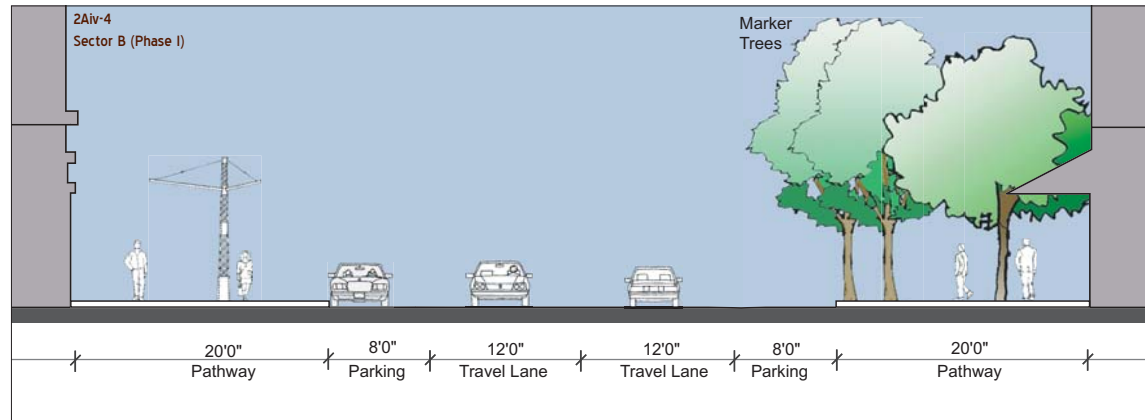 2Aiv-4
Sector B (Phase I)
Marker
Trees
20'0" 8'0" 12'0" 12'0" 8'0" 20'0"
Pathway Parking Travel Lane Travel Lane Parking Pathway